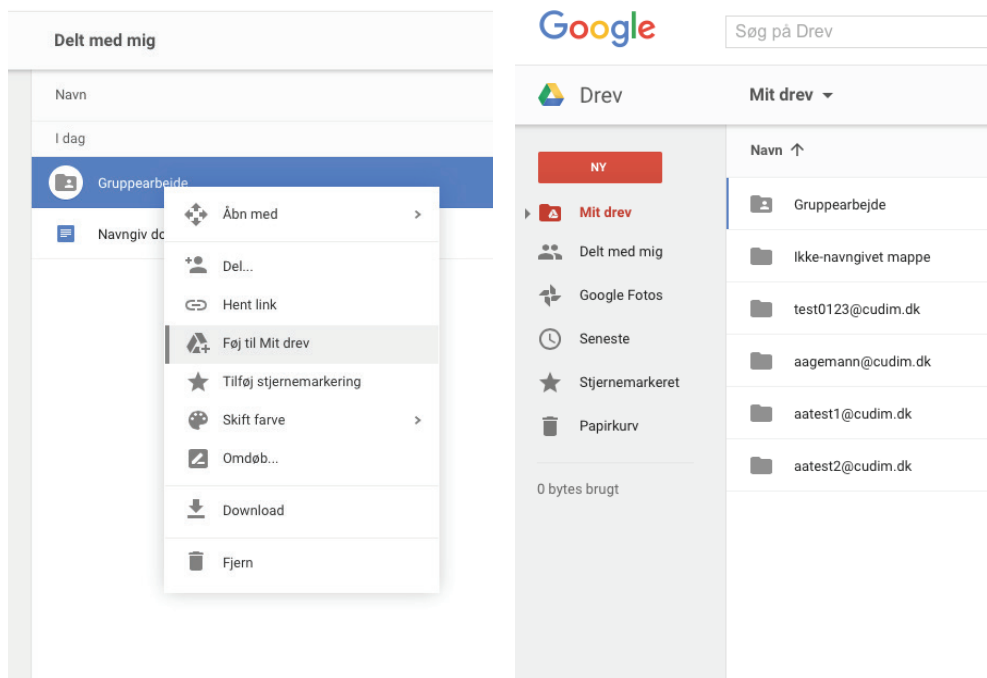 Delt med mig
Navn
I dag
Gruppearbejde
Navngiv do
Åbn med
Del...
Hent link
Føj til Mit drev
Tilføj stjernemarkering
Skift farve
Omdøb...
Download
Fjern
Google
Søg på Drev
Drev
Mit drev
NY
Mit drev
Delt med mig
Google Fotos
Seneste
Stjernemarkeret
Papirkurv
0 bytes brugt
Navn
Gruppearbejde
Ikke-navngivet mappe
test0123@cudim.dk
aagemann@cudim.dk
aatest1@cudim.dk
aatest2@cudim.dk